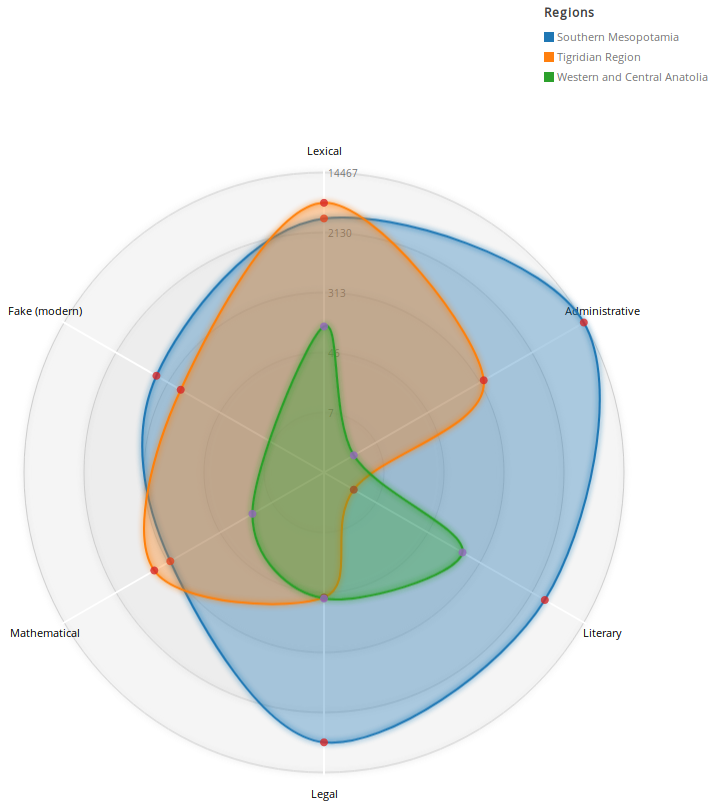 Regions
Southern Mesopotamia
Tigridian Region
Western and Central Anatolia
Lexical
14467
2130
313
Fake (modern)
Administrative
46
7
Mathematical
Literary
Legal